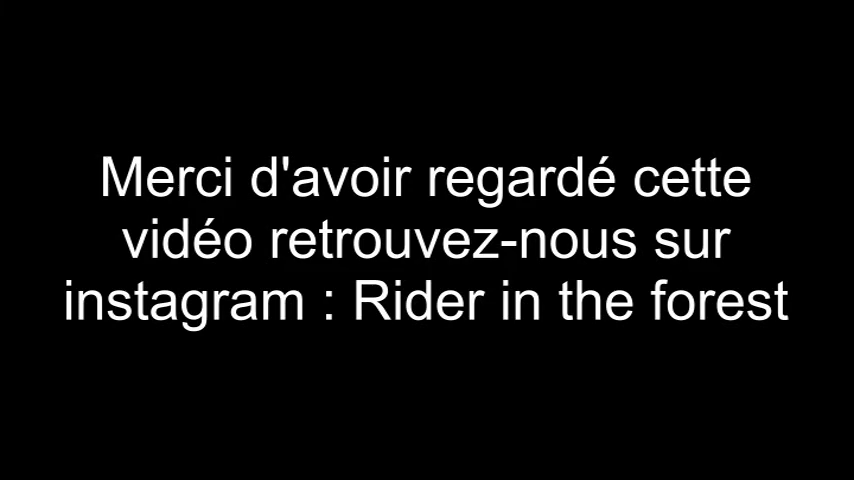 Merci d'avoir regardé cette
vidéo retrouvez-nous sur
instagram : Rider in the forest